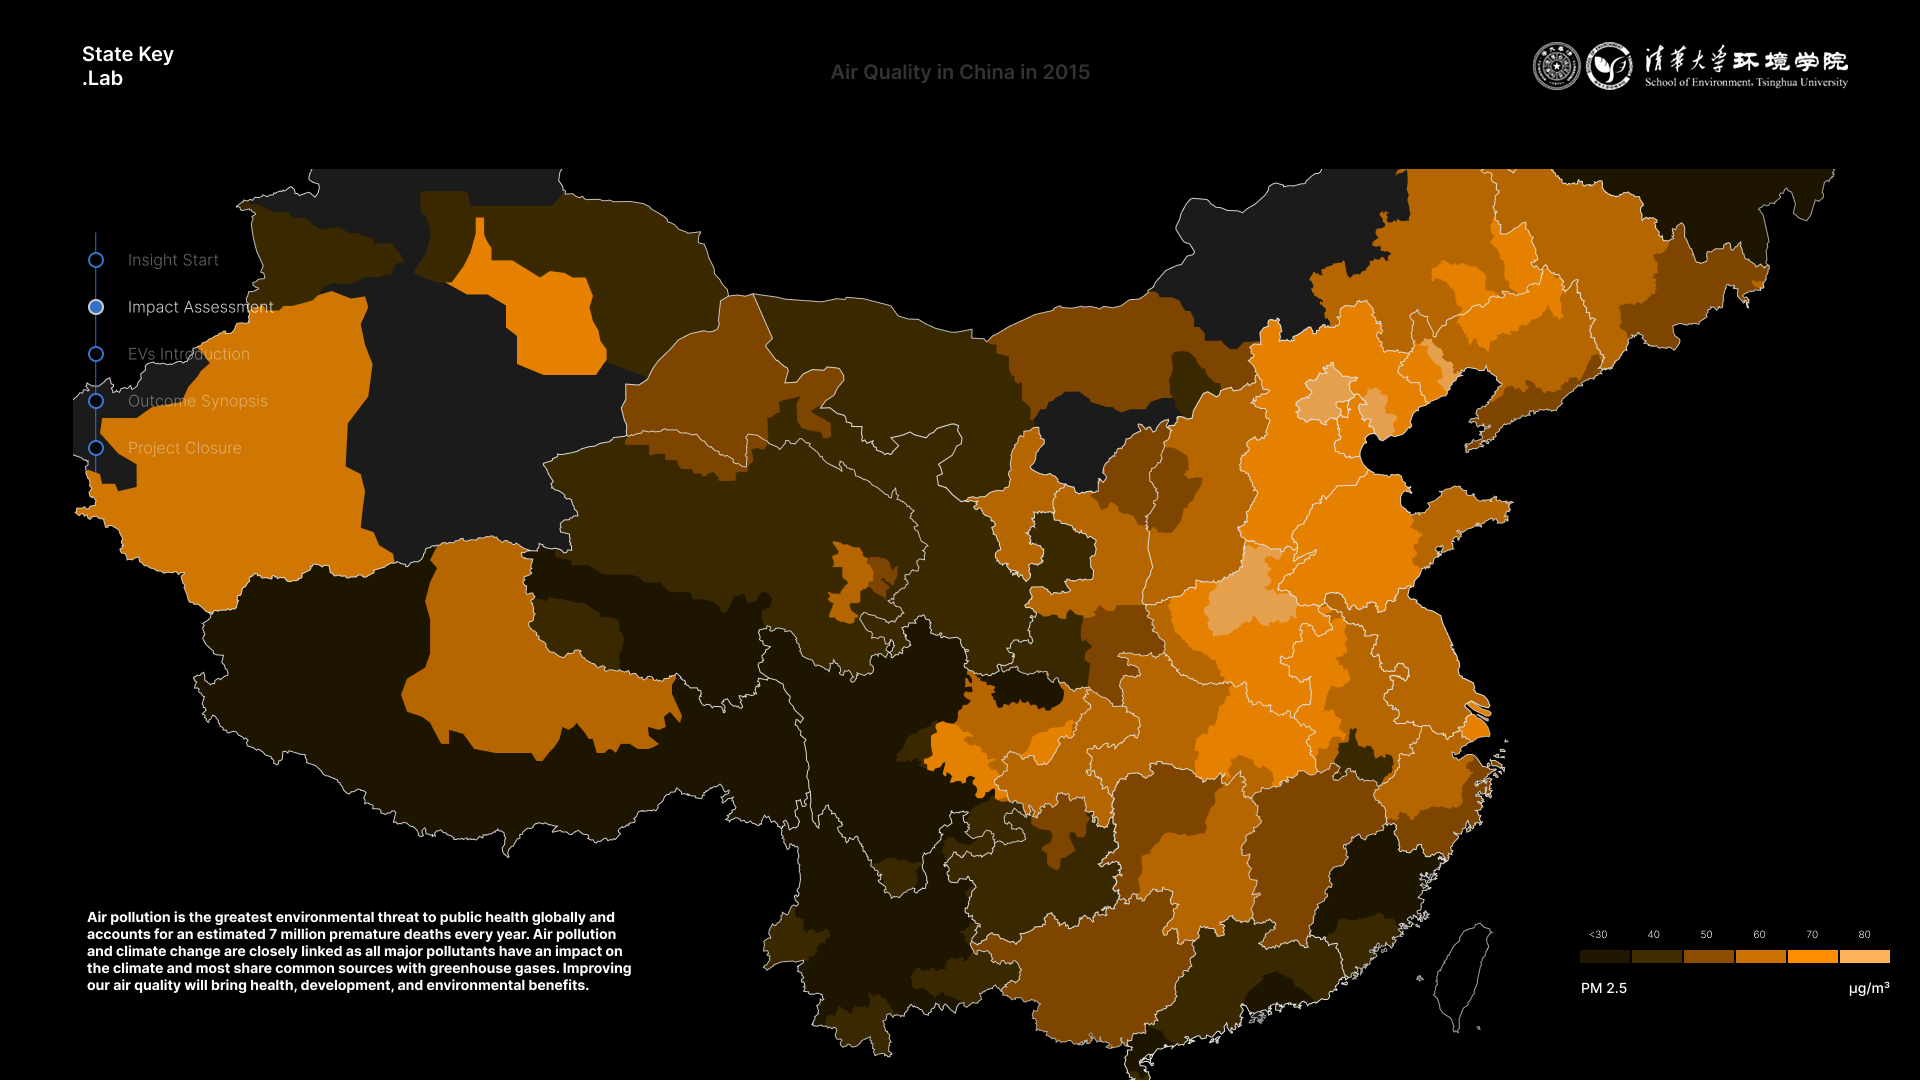 State Key
.Lab
Air Quality in China in 2015
清华大学环境学院
School of Environment, Tsinghua University
Insight Start
Impact Assessment
EVs Introduction
Outcome Synopsis
Project Closure
Air pollution is the greatest environmental threat to public health globally and
accounts for an estimated 7 million premature deaths every year. Air pollution
and climate change are closely linked as all major pollutants have an impact on
the climate and most share common sources with greenhouse gases. Improving
our air quality will bring health, development, and environmental benefits.
<30 40 50 60 70 80
PM 2.5 µg/m³